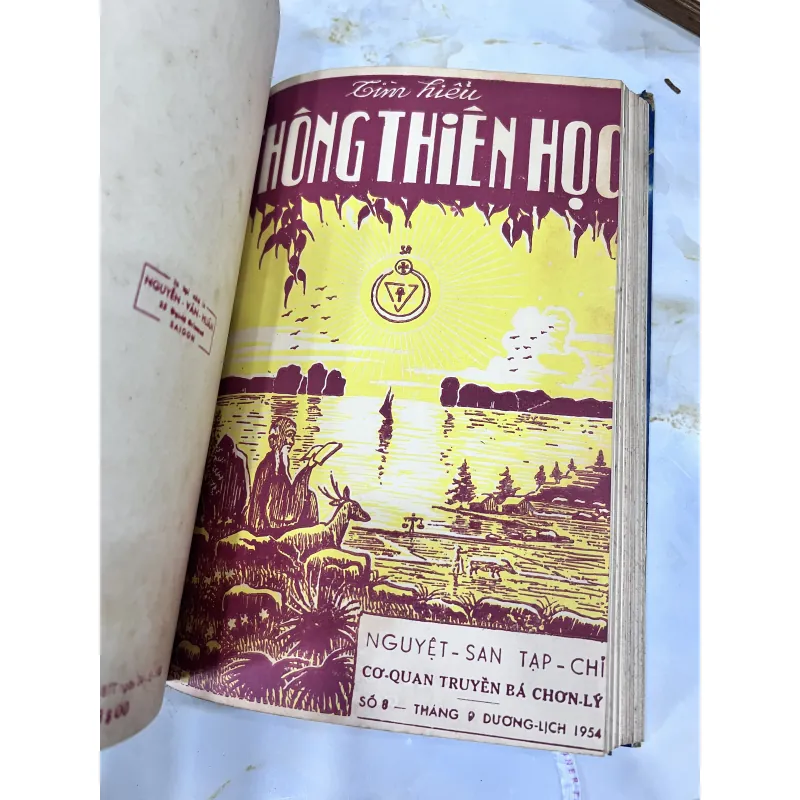 NGUYỄN-VĂN-HUẤN
SAIGON
Tìm hiểu
THÔNG THIÊN HỌC
NGUYỆT-SAN TẠP-CHÍ
CƠ-QUAN TRUYỀN BÁ CHƠN-LÝ
SỐ 8 — THÁNG 9 DƯƠNG-LỊCH 1954